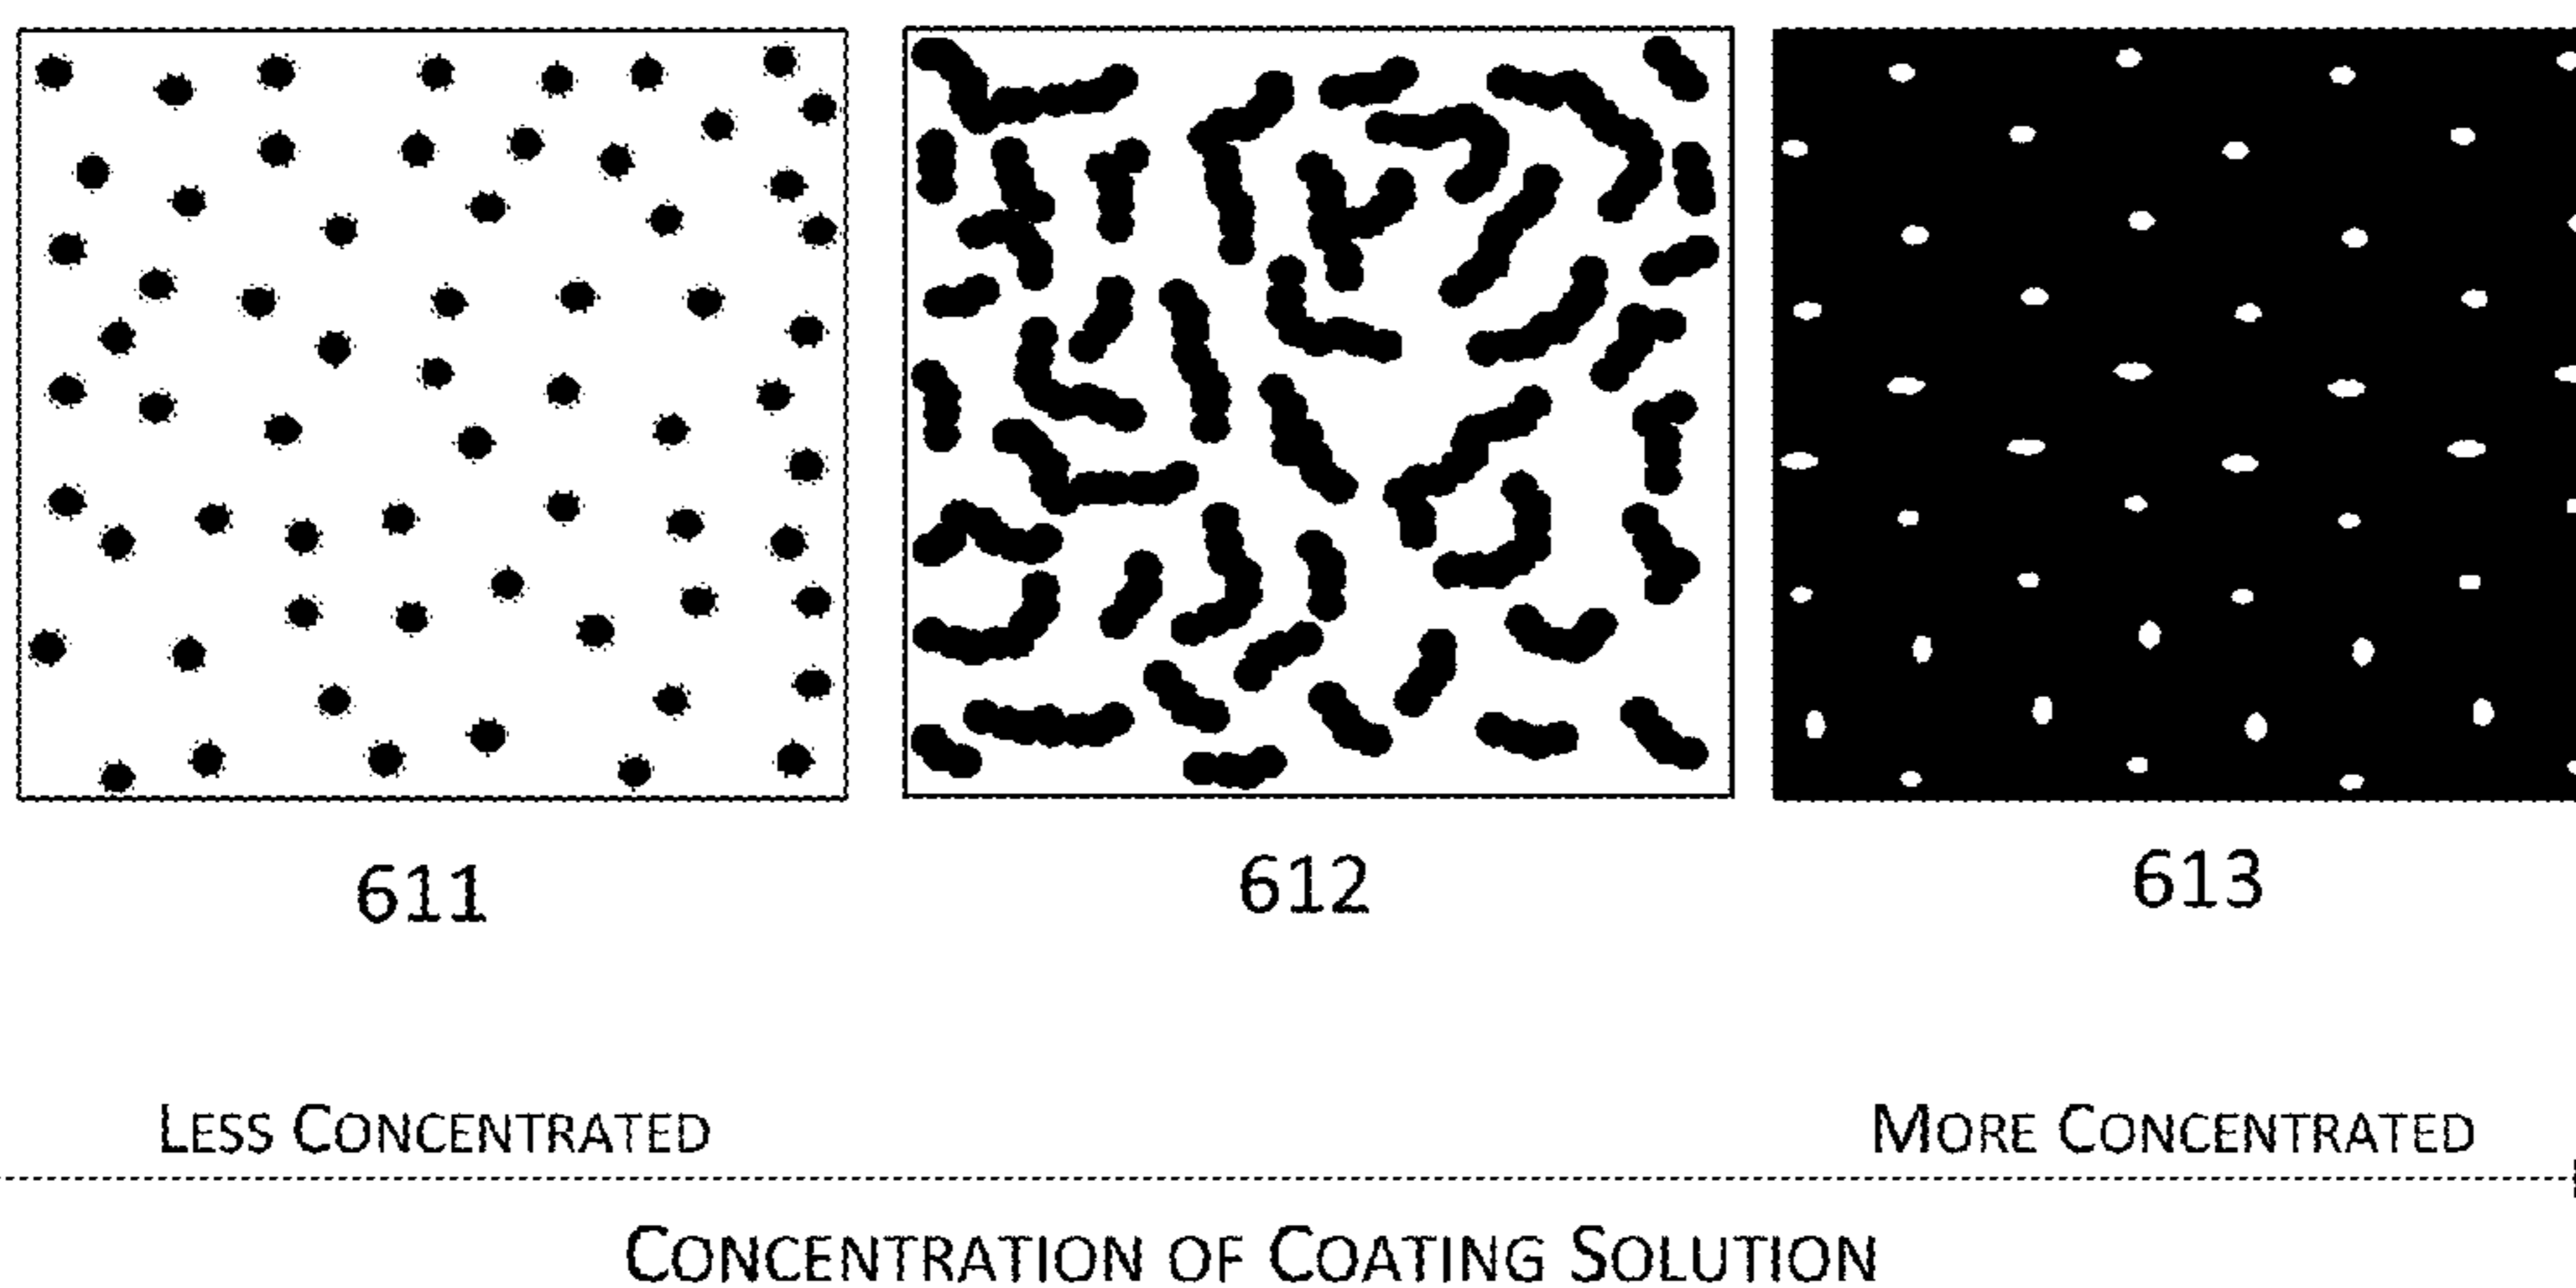 611 612 613
LESS CONCENTRATED MORE CONCENTRATED
CONCENTRATION OF COATING SOLUTION